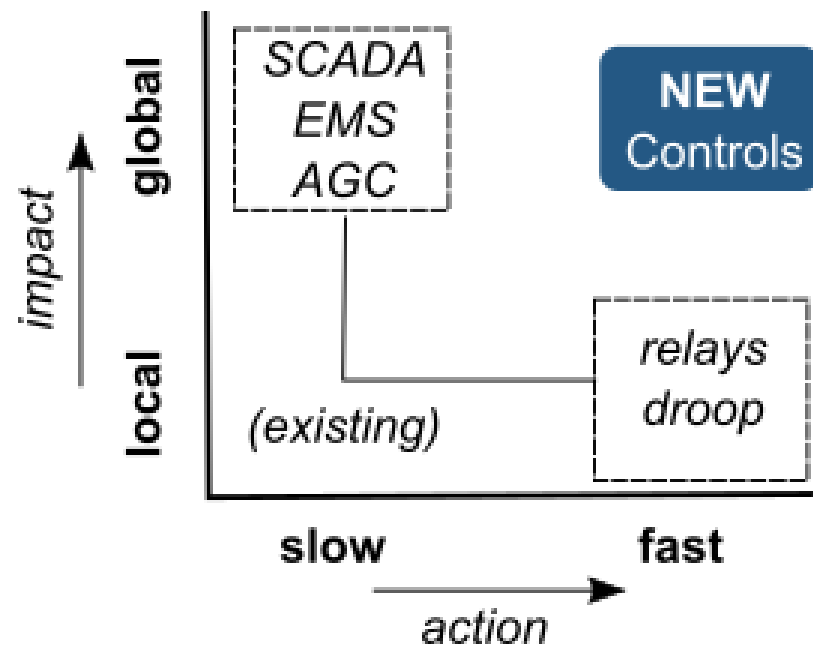 SCADA
EMS
AGC
NEW
Controls
global
impact
local
relays
droop
(existing)
slow
fast
action